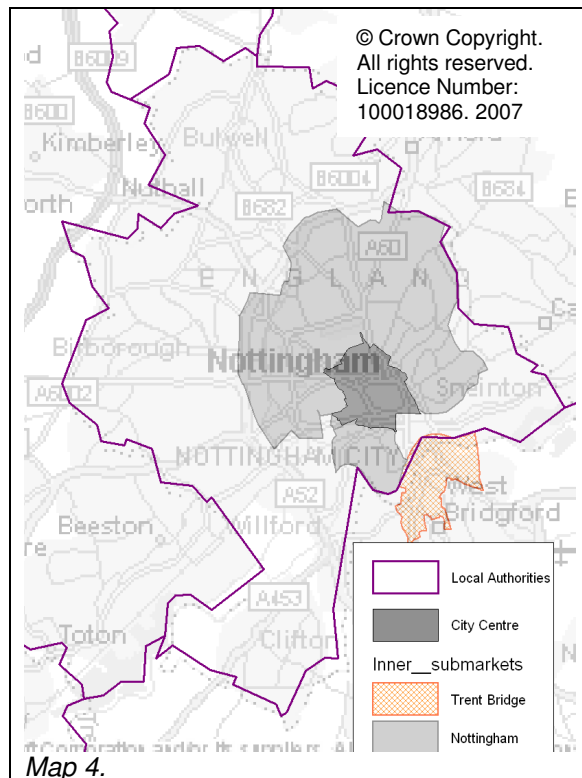 © Crown Copyright.
All rights reserved.
Licence Number:
100018986. 2007
B600
Kimberley
Bulwell
Nuthall
B6004
B684
B682
A60
ENGLAND
Bilborough
Nottingham
A6002
Sneinton
NOTTINGHAM CITY
A52
West
Bridgford
Beeston
Wilford
A453
Clifton
Toton
Local Authorities
City Centre
Inner__submarkets
Trent Bridge
Nottingham
Map 4.